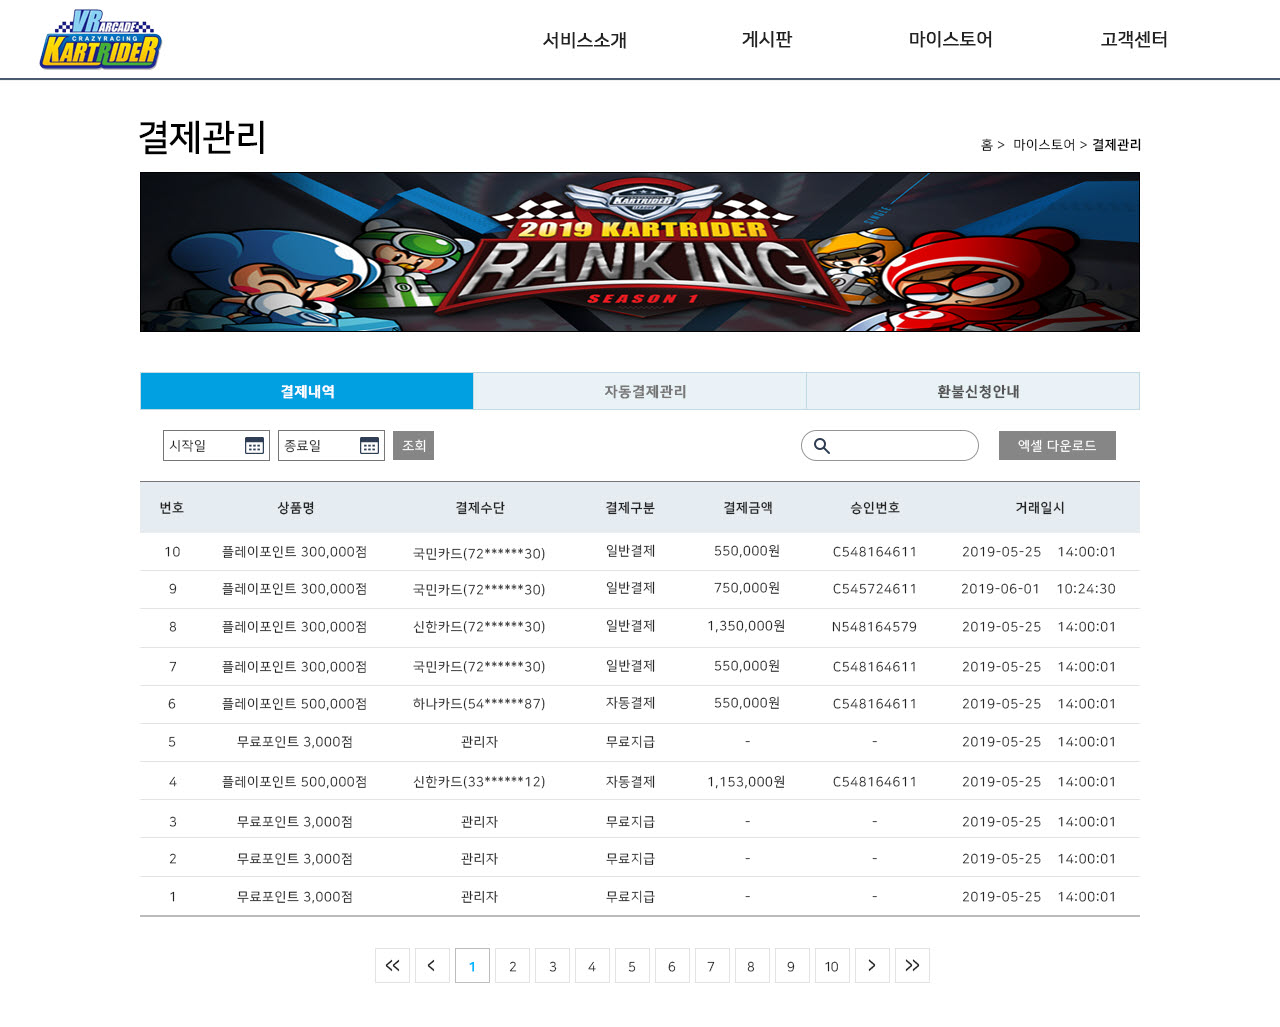 VR ARCADE
CRAZYRACING
KARTRIDER
서비스소개 게시판 마이스토어 고객센터
결제관리
홈 > 마이스토어 > 결제관리
KARTRIDER
LEAGUE
SINGLE
2019 KARTRIDER
RANKING
SEASON 1
결제내역 자동결제관리 환불신청안내
시작일 종료일 조회 엑셀 다운로드
번호 상품명 결제수단 결제구분 결제금액 승인번호 거래일시
10 플레이포인트 300,000점 국민카드(72******30) 일반결제 550,000원 C548164611 2019-05-25 14:00:01
9 플레이포인트 300,000점 국민카드(72******30) 일반결제 750,000원 C545724611 2019-06-01 10:24:30
8 플레이포인트 300,000점 신한카드(72******30) 일반결제 1,350,000원 N548164579 2019-05-25 14:00:01
7 플레이포인트 300,000점 국민카드(72******30) 일반결제 550,000원 C548164611 2019-05-25 14:00:01
6 플레이포인트 500,000점 하나카드(54******87) 자동결제 550,000원 C548164611 2019-05-25 14:00:01
5 무료포인트 3,000점 관리자 무료지급 - - 2019-05-25 14:00:01
4 플레이포인트 500,000점 신한카드(33******12) 자동결제 1,153,000원 C548164611 2019-05-25 14:00:01
3 무료포인트 3,000점 관리자 무료지급 - - 2019-05-25 14:00:01
2 무료포인트 3,000점 관리자 무료지급 - - 2019-05-25 14:00:01
1 무료포인트 3,000점 관리자 무료지급 - - 2019-05-25 14:00:01
« < 1 2 3 4 5 6 7 8 9 10 > »